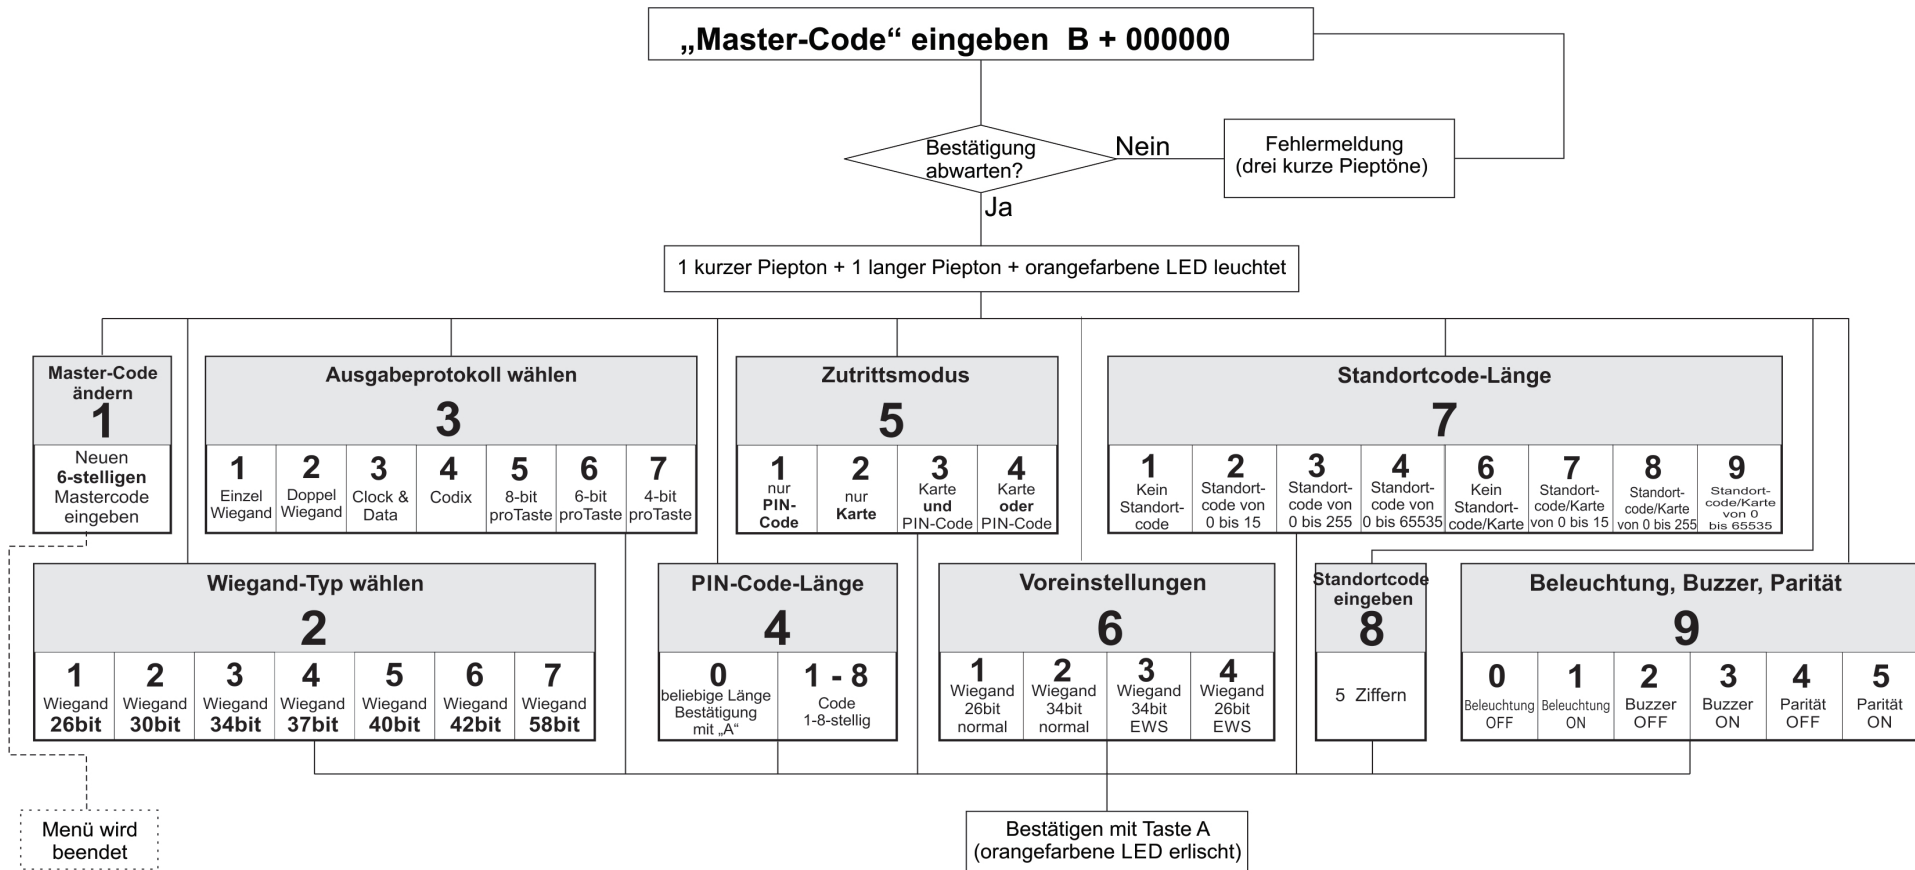 „Master-Code“ eingeben B + 000000
Bestätigung
abwarten?
Nein
Fehlermeldung
(drei kurze Pieptöne)
Ja
1 kurzer Piepton + 1 langer Piepton + orangefarbene LED leuchtet
Master-Code
ändern
1
Neuen
6-stelligen
Mastercode
eingeben
Ausgabeprotokoll wählen
3
1
Einzel
Wiegand
2
Doppel
Wiegand
3
Clock &
Data
4
Codix
5
8-bit
proTaste
6
6-bit
proTaste
7
4-bit
proTaste
Zutrittsmodus
5
1
nur
PIN-
Code
2
nur
Karte
3
Karte
und
PIN-Code
4
Karte
oder
PIN-Code
Standortcode-Länge
7
1
Kein
Standort-
code
2
Standort-
code von
0 bis 15
3
Standort-
code von
0 bis 255
4
Standort-
code von
0 bis 65535
6
Kein
Standort-
code/Karte
7
Standort-
code/Karte
von 0 bis 15
8
Standort-
code/Karte
von 0 bis 255
9
Standort-
code/Karte
von 0
bis 65535
Wiegand-Typ wählen
2
1
Wiegand
26bit
2
Wiegand
30bit
3
Wiegand
34bit
4
Wiegand
37bit
5
Wiegand
40bit
6
Wiegand
42bit
7
Wiegand
58bit
PIN-Code-Länge
4
0
beliebige Länge
Bestätigung
mit „A“
1 - 8
Code
1-8-stellig
Voreinstellungen
6
1
Wiegand
26bit
normal
2
Wiegand
34bit
normal
3
Wiegand
34bit
EWS
4
Wiegand
26bit
EWS
Standortcode
eingeben
8
5 Ziffern
Beleuchtung, Buzzer, Parität
9
0
Beleuchtung
OFF
1
Beleuchtung
ON
2
Buzzer
OFF
3
Buzzer
ON
4
Parität
OFF
5
Parität
ON
Menü wird
beendet
Bestätigen mit Taste A
(orangefarbene LED erlischt)